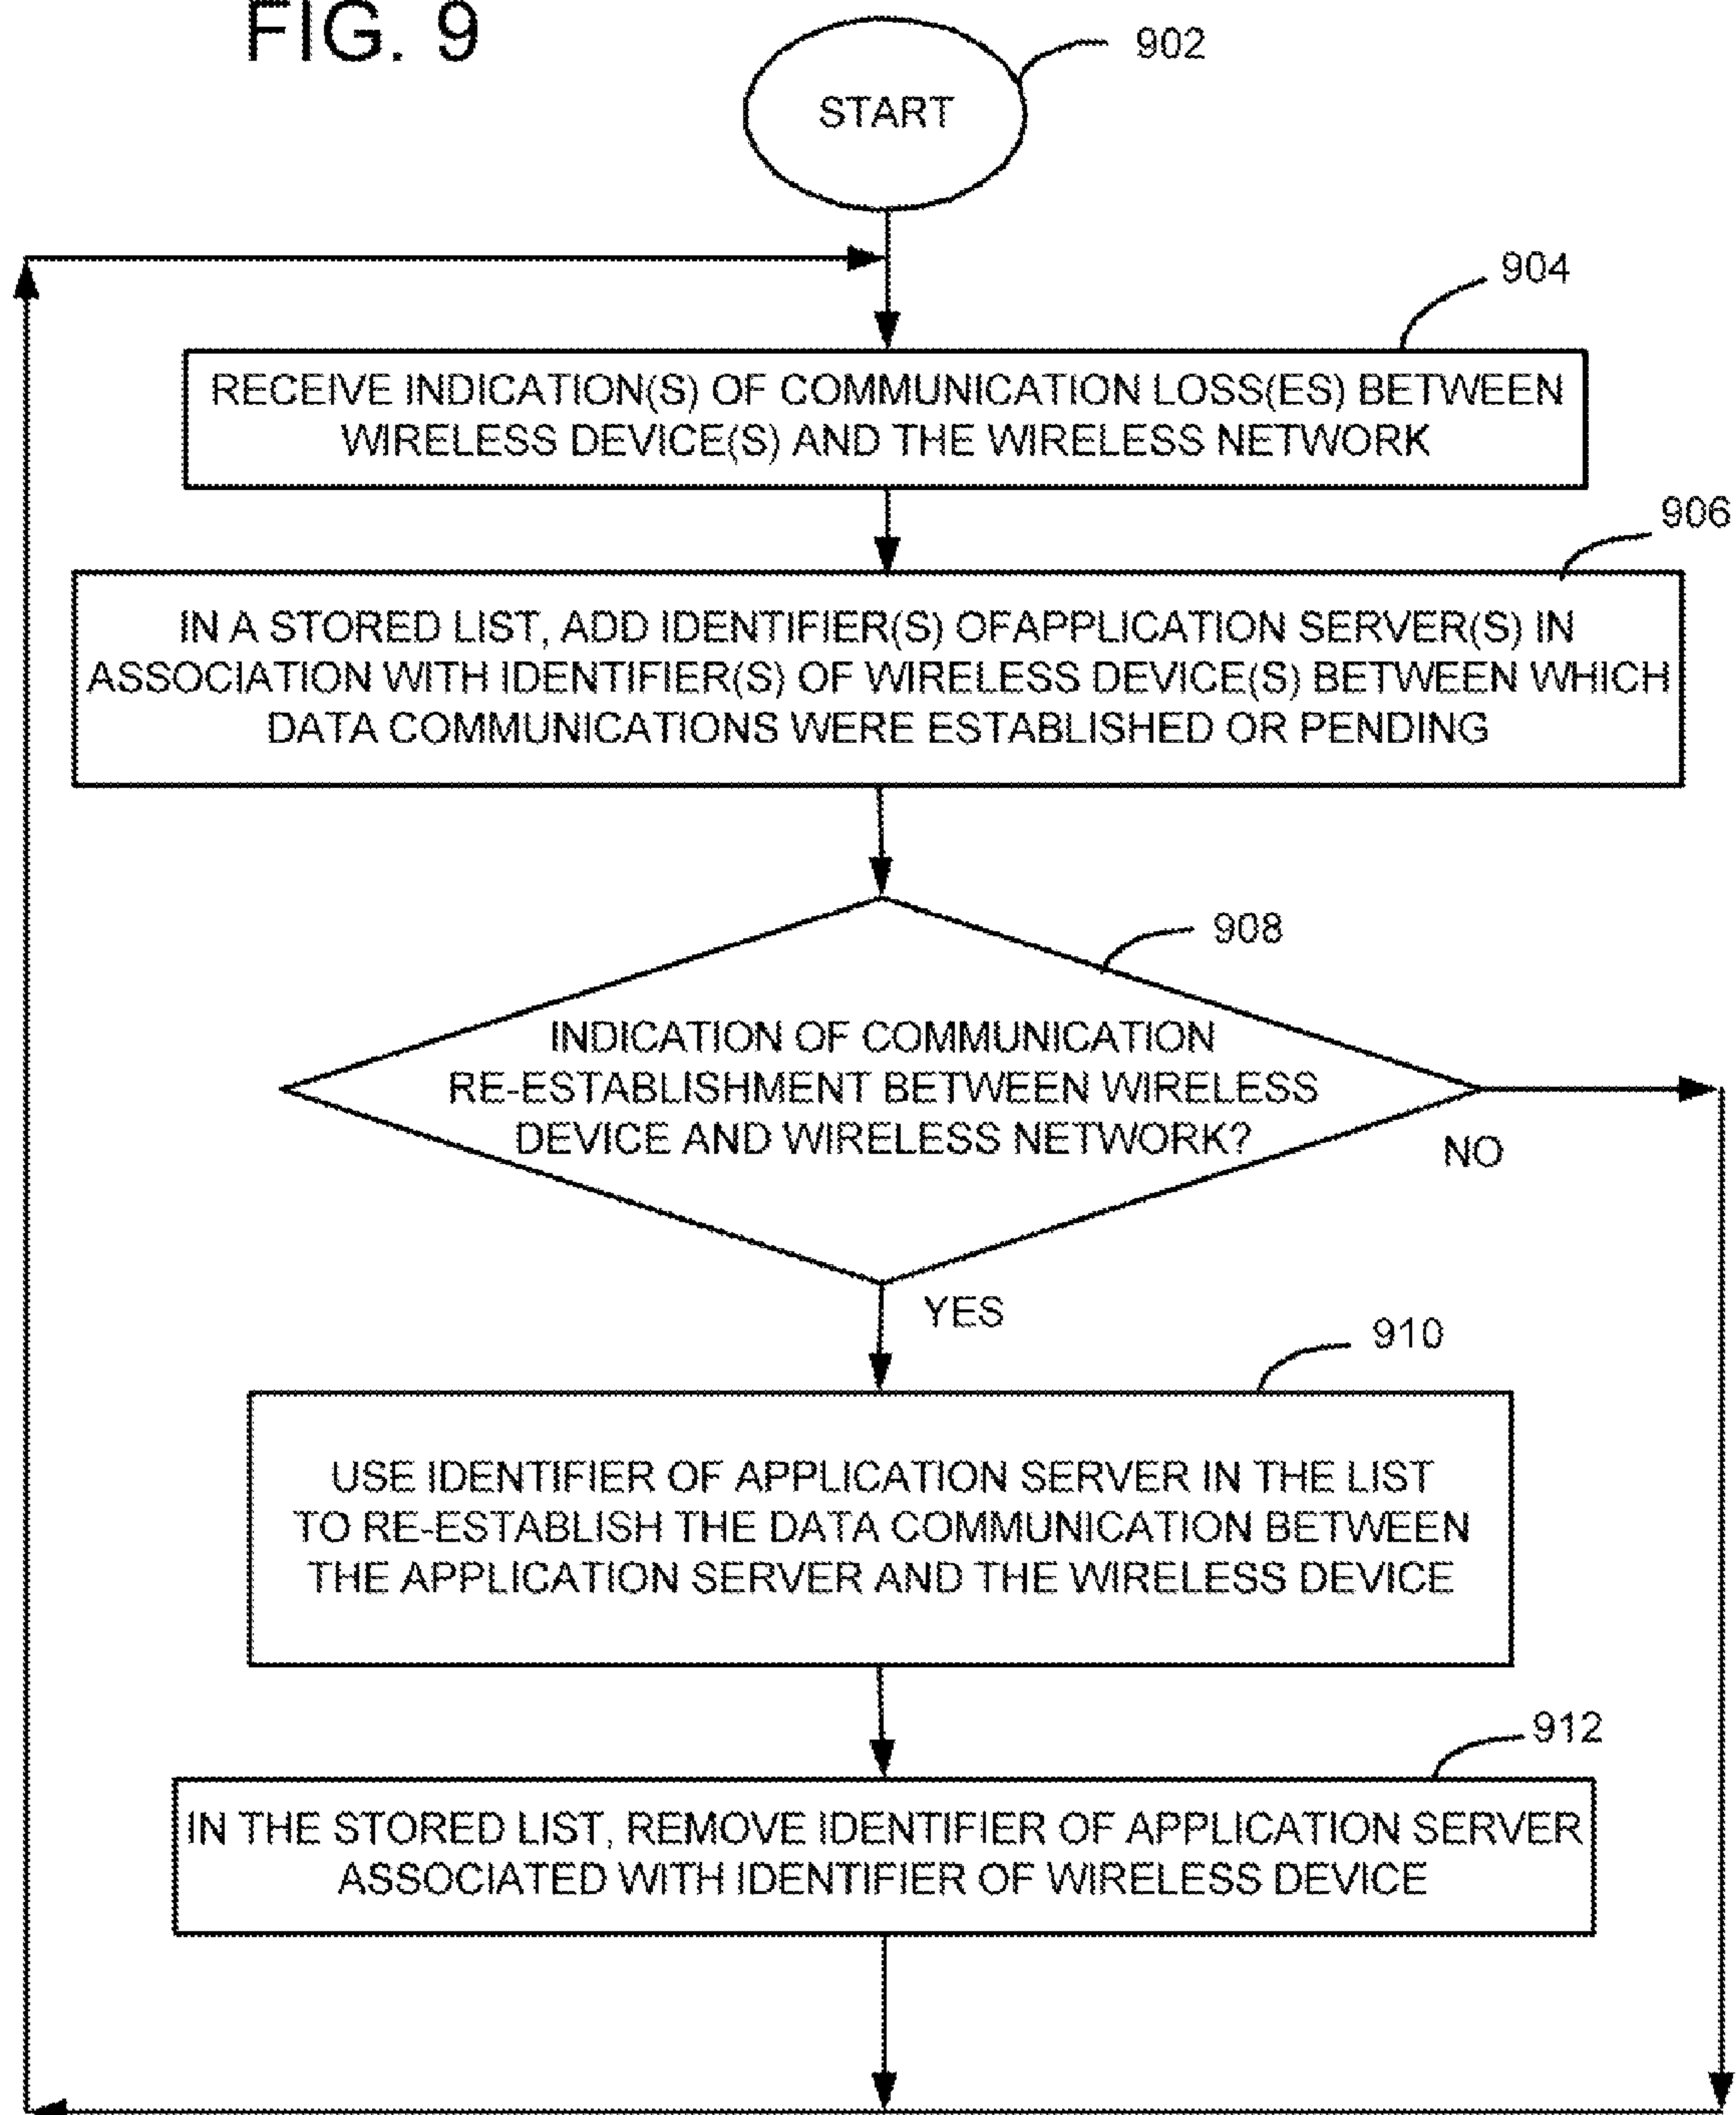 FIG. 9
902
START
904
RECEIVE INDICATION(S) OF COMMUNICATION LOSS(ES) BETWEEN
WIRELESS DEVICE(S) AND THE WIRELESS NETWORK
906
IN A STORED LIST, ADD IDENTIFIER(S) OFAPPLICATION SERVER(S) IN
ASSOCIATION WITH IDENTIFIER(S) OF WIRELESS DEVICE(S) BETWEEN WHICH
DATA COMMUNICATIONS WERE ESTABLISHED OR PENDING
908
INDICATION OF COMMUNICATION
RE-ESTABLISHMENT BETWEEN WIRELESS
DEVICE AND WIRELESS NETWORK?
NO
YES
910
USE IDENTIFIER OF APPLICATION SERVER IN THE LIST
TO RE-ESTABLISH THE DATA COMMUNICATION BETWEEN
THE APPLICATION SERVER AND THE WIRELESS DEVICE
912
IN THE STORED LIST, REMOVE IDENTIFIER OF APPLICATION SERVER
ASSOCIATED WITH IDENTIFIER OF WIRELESS DEVICE